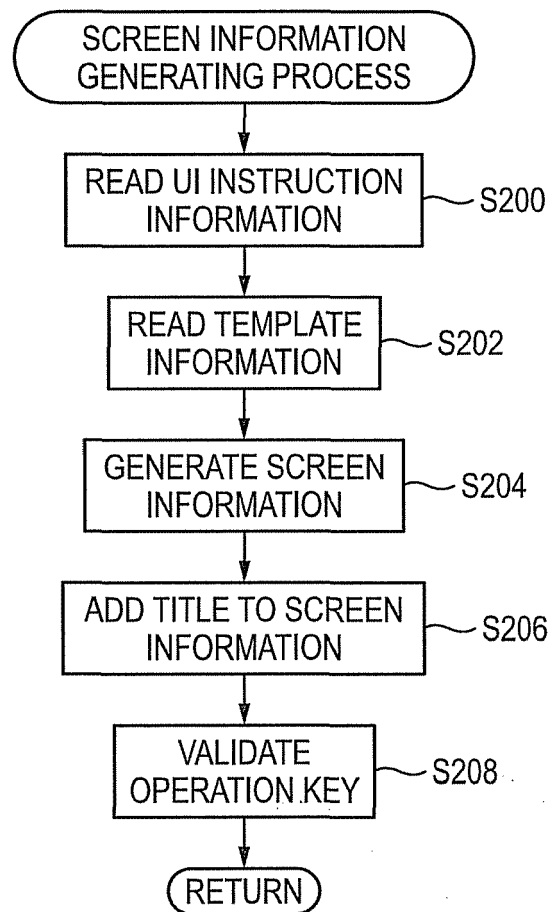 SCREEN INFORMATION
GENERATING PROCESS
READ UI INSTRUCTION
INFORMATION
S200
READ TEMPLATE
INFORMATION
S202
GENERATE SCREEN
INFORMATION
S204
ADD TITLE TO SCREEN
INFORMATION
S206
VALIDATE
OPERATION KEY
S208
RETURN